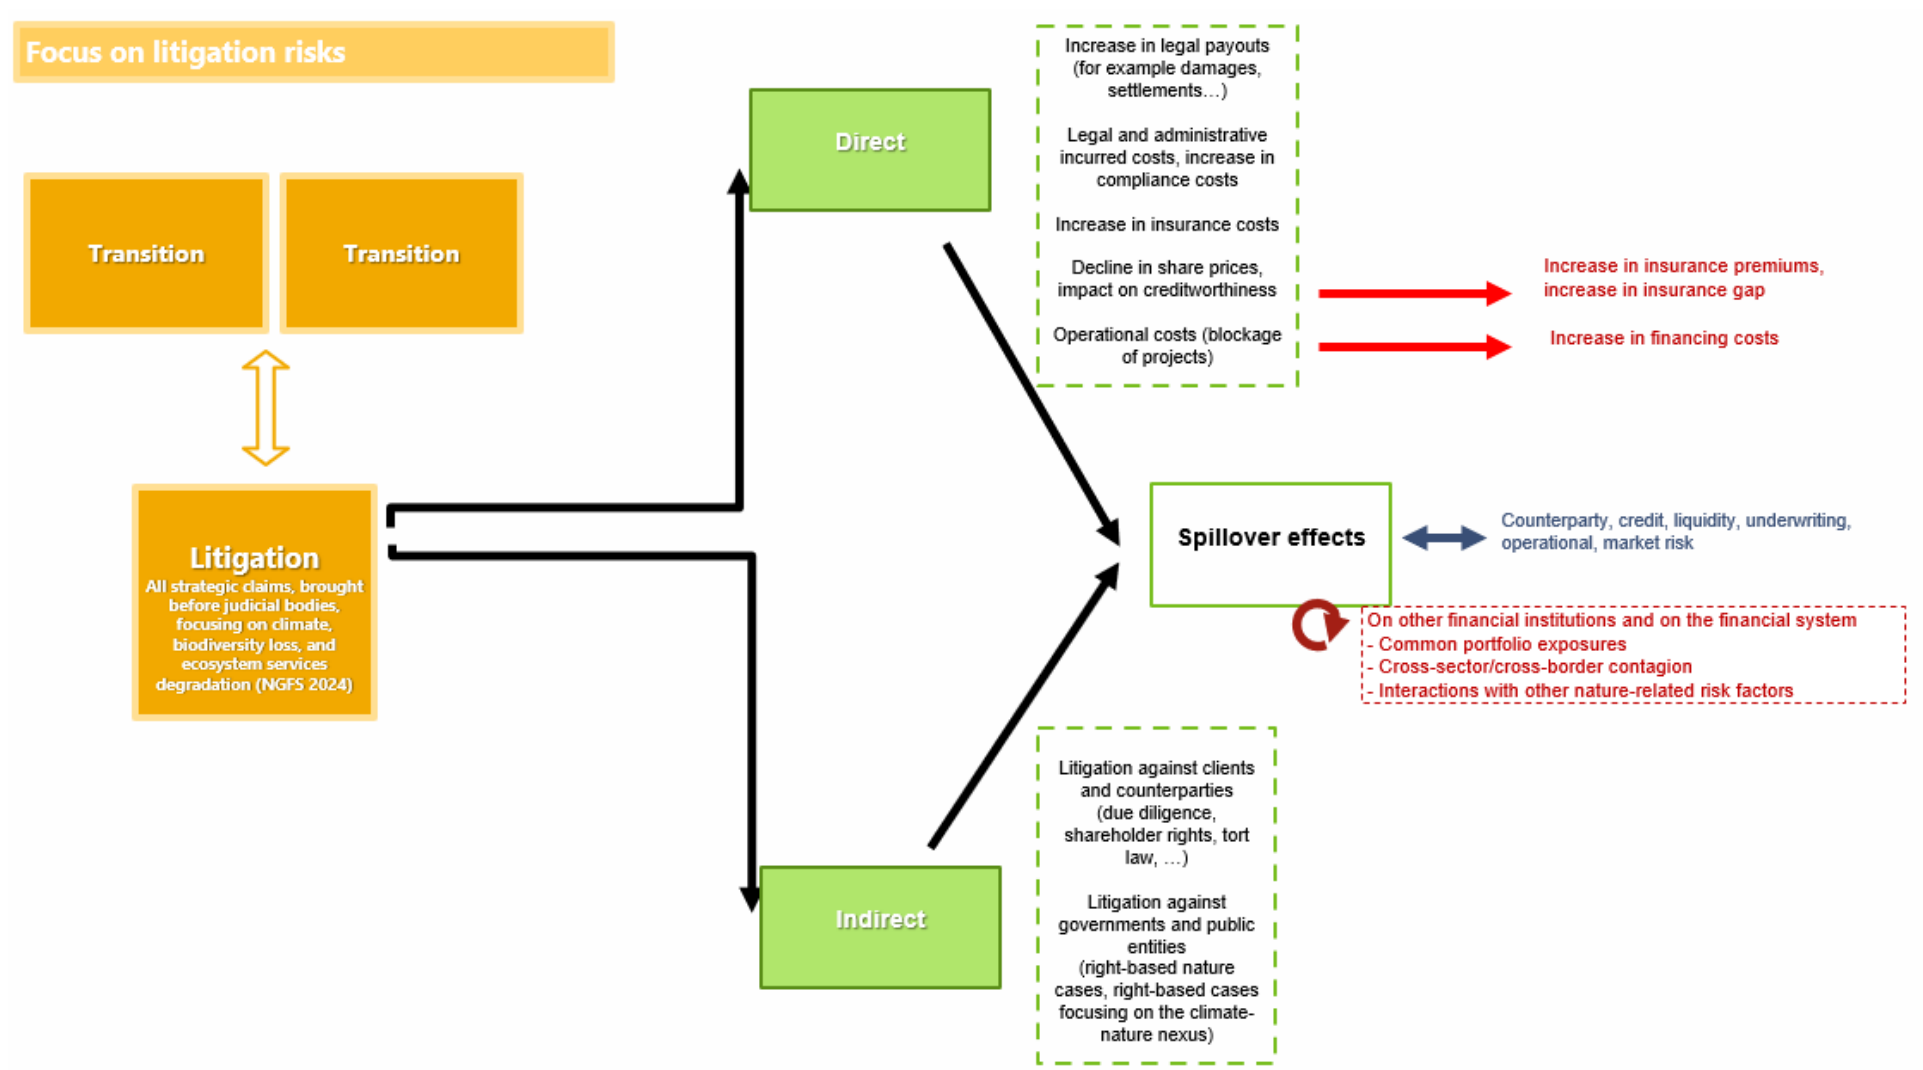 Focus on litigation risks
Transition
Transition
Litigation
All strategic claims, brought
before judicial bodies,
focusing on climate,
biodiversity loss, and
ecosystem services
degradation (NGFS 2024)
Direct
Increase in legal payouts
(for example damages,
settlements…)
Legal and administrative
incurred costs, increase in
compliance costs
Increase in insurance costs
Decline in share prices,
impact on creditworthiness
Operational costs (blockage
of projects)
Increase in insurance premiums,
increase in insurance gap
Increase in financing costs
Spillover effects
Counterparty, credit, liquidity, underwriting,
operational, market risk
On other financial institutions and on the financial system
- Common portfolio exposures
- Cross-sector/cross-border contagion
- Interactions with other nature-related risk factors
Indirect
Litigation against clients
and counterparties
(due diligence,
shareholder rights, tort
law, …)
Litigation against
governments and public
entities
(right-based nature
cases, right-based cases
focusing on the climate-
nature nexus)